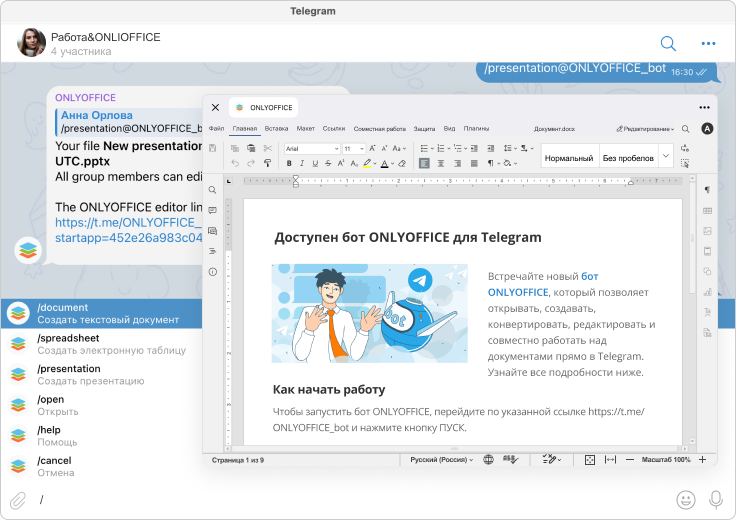 Telegram
Работа&ONLIOFFICE
4 участника
/presentation@ONLYOFFICE_bot
16:30
ONLYOFFICE
Анна Орлова
/presentation@ONLYOFFICE_b
Your file New presentation
UTC.pptx
All group members can edi
The ONLYOFFICE editor lin
https://t.me/ONLYOFFICE_
startapp=452e26a983c04
/document
Создать текстовый документ
/spreadsheet
Создать электронную таблицу
/presentation
Создать презентацию
/open
Открыть
/help
Помощь
/cancel
Отмена
/
ONLYOFFICE
Файл Главная Вставка Макет Ссылки Совместная работа Защита Вид Плагины Документ.docx Редактирование A
Arial 11
Нормальный Без пробелов
Доступен бот ONLYOFFICE для Telegram
bot
Встречайте новый бот
ONLYOFFICE, который позволяет
открывать, создавать,
конвертировать, редактировать и
совместно работать над
документами прямо в Telegram.
Узнайте все подробности ниже.
Как начать работу
Чтобы запустить бот ONLYOFFICE, перейдите по указанной ссылке https://t.me/
ONLYOFFICE_bot и нажмите кнопку ПУСК.
Страница 1 из 9 Русский (Россия) Масштаб 100%